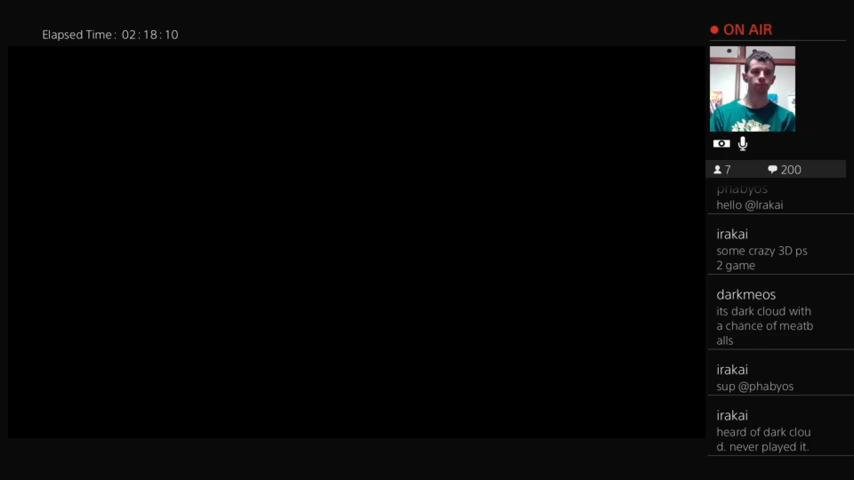 Elapsed Time: 02:18:10
ON AIR
7 200
phabyos
hello @Irakai
irakai
some crazy 3D ps
2 game
darkmeos
its dark cloud with
a chance of meatb
alls
irakai
sup @phabyos
irakai
heard of dark clou
d. never played it.